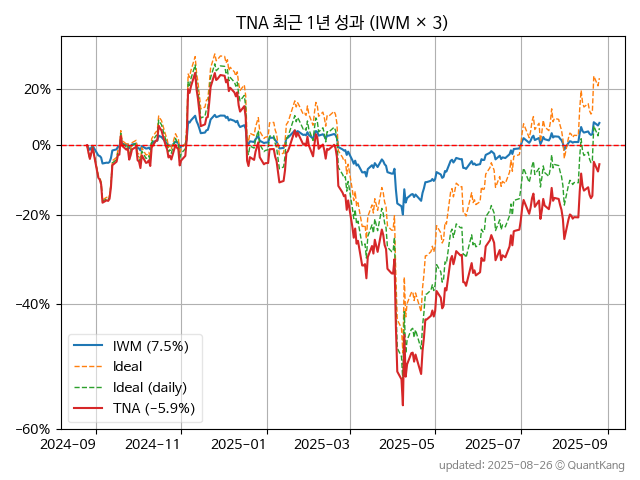 TNA 최근 1년 성과 (IWM × 3)
20%
0%
−20%
−40%
−60%
IWM (7.5%)
Ideal
Ideal (daily)
TNA (−5.9%)
2024-09 2024-11 2025-01 2025-03 2025-05 2025-07 2025-09
updated: 2025-08-26 © QuantKang